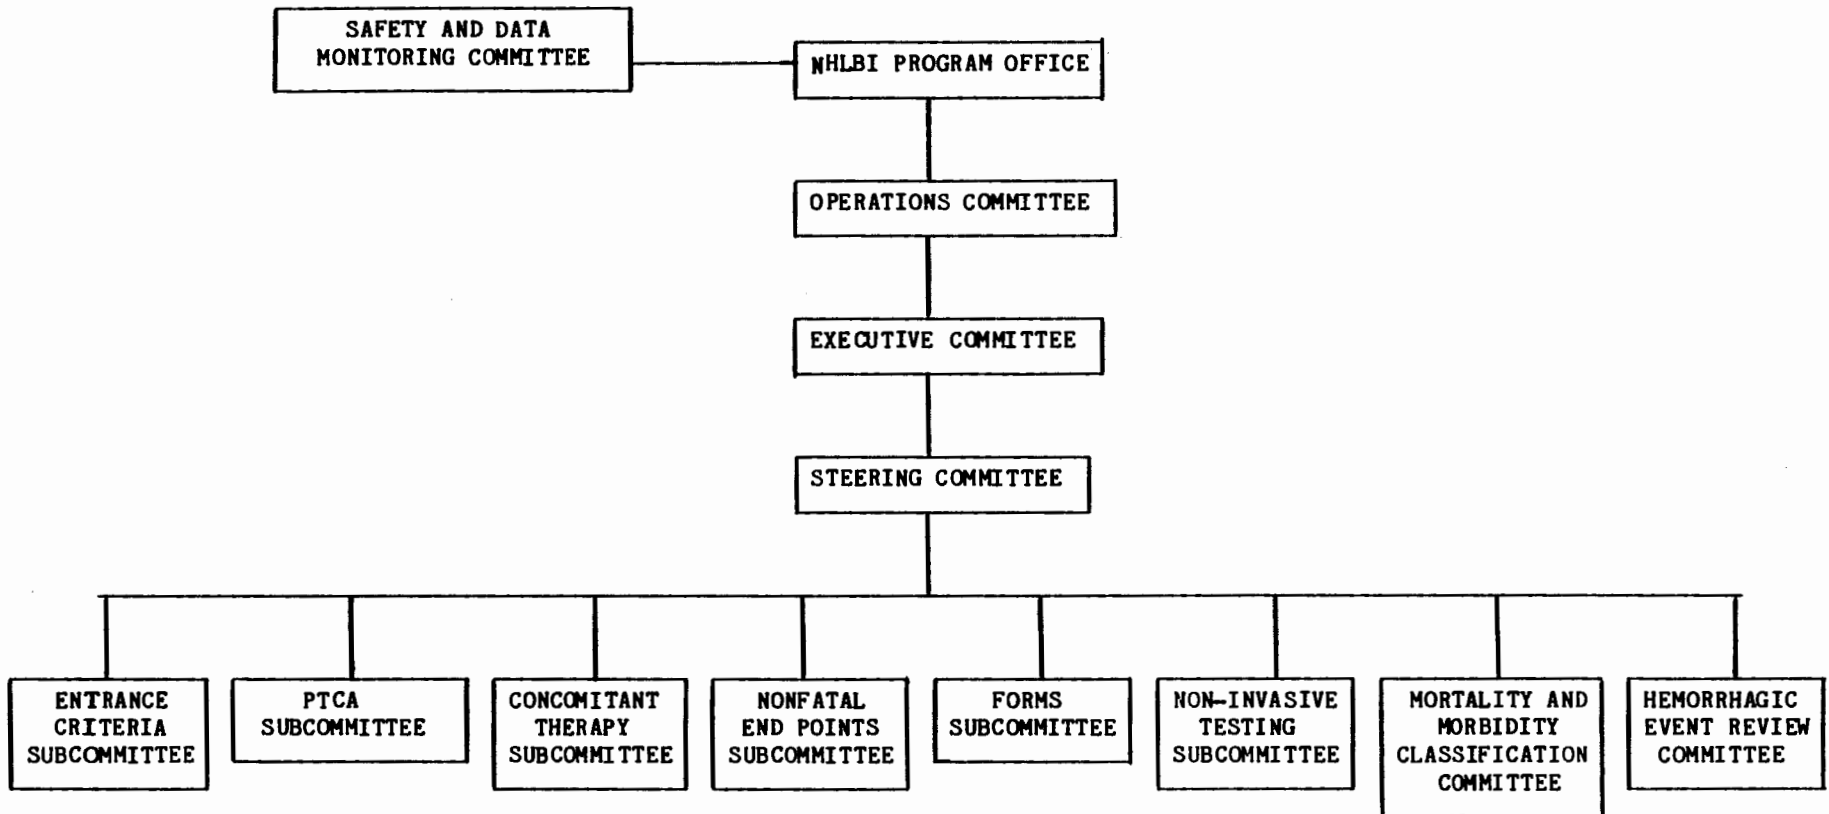 SAFETY AND DATA
MONITORING COMMITTEE
NHLBI PROGRAM OFFICE
OPERATIONS COMMITTEE
EXECUTIVE COMMITTEE
STEERING COMMITTEE
ENTRANCE
CRITERIA
SUBCOMMITTEE
PTCA
SUBCOMMITTEE
CONCOMITANT
THERAPY
SUBCOMMITTEE
NONFATAL
END POINTS
SUBCOMMITTEE
FORMS
SUBCOMMITTEE
NON-INVASIVE
TESTING
SUBCOMMITTEE
MORTALITY AND
MORBIDITY
CLASSIFICATION
COMMITTEE
HEMORRHAGIC
EVENT REVIEW
COMMITTEE